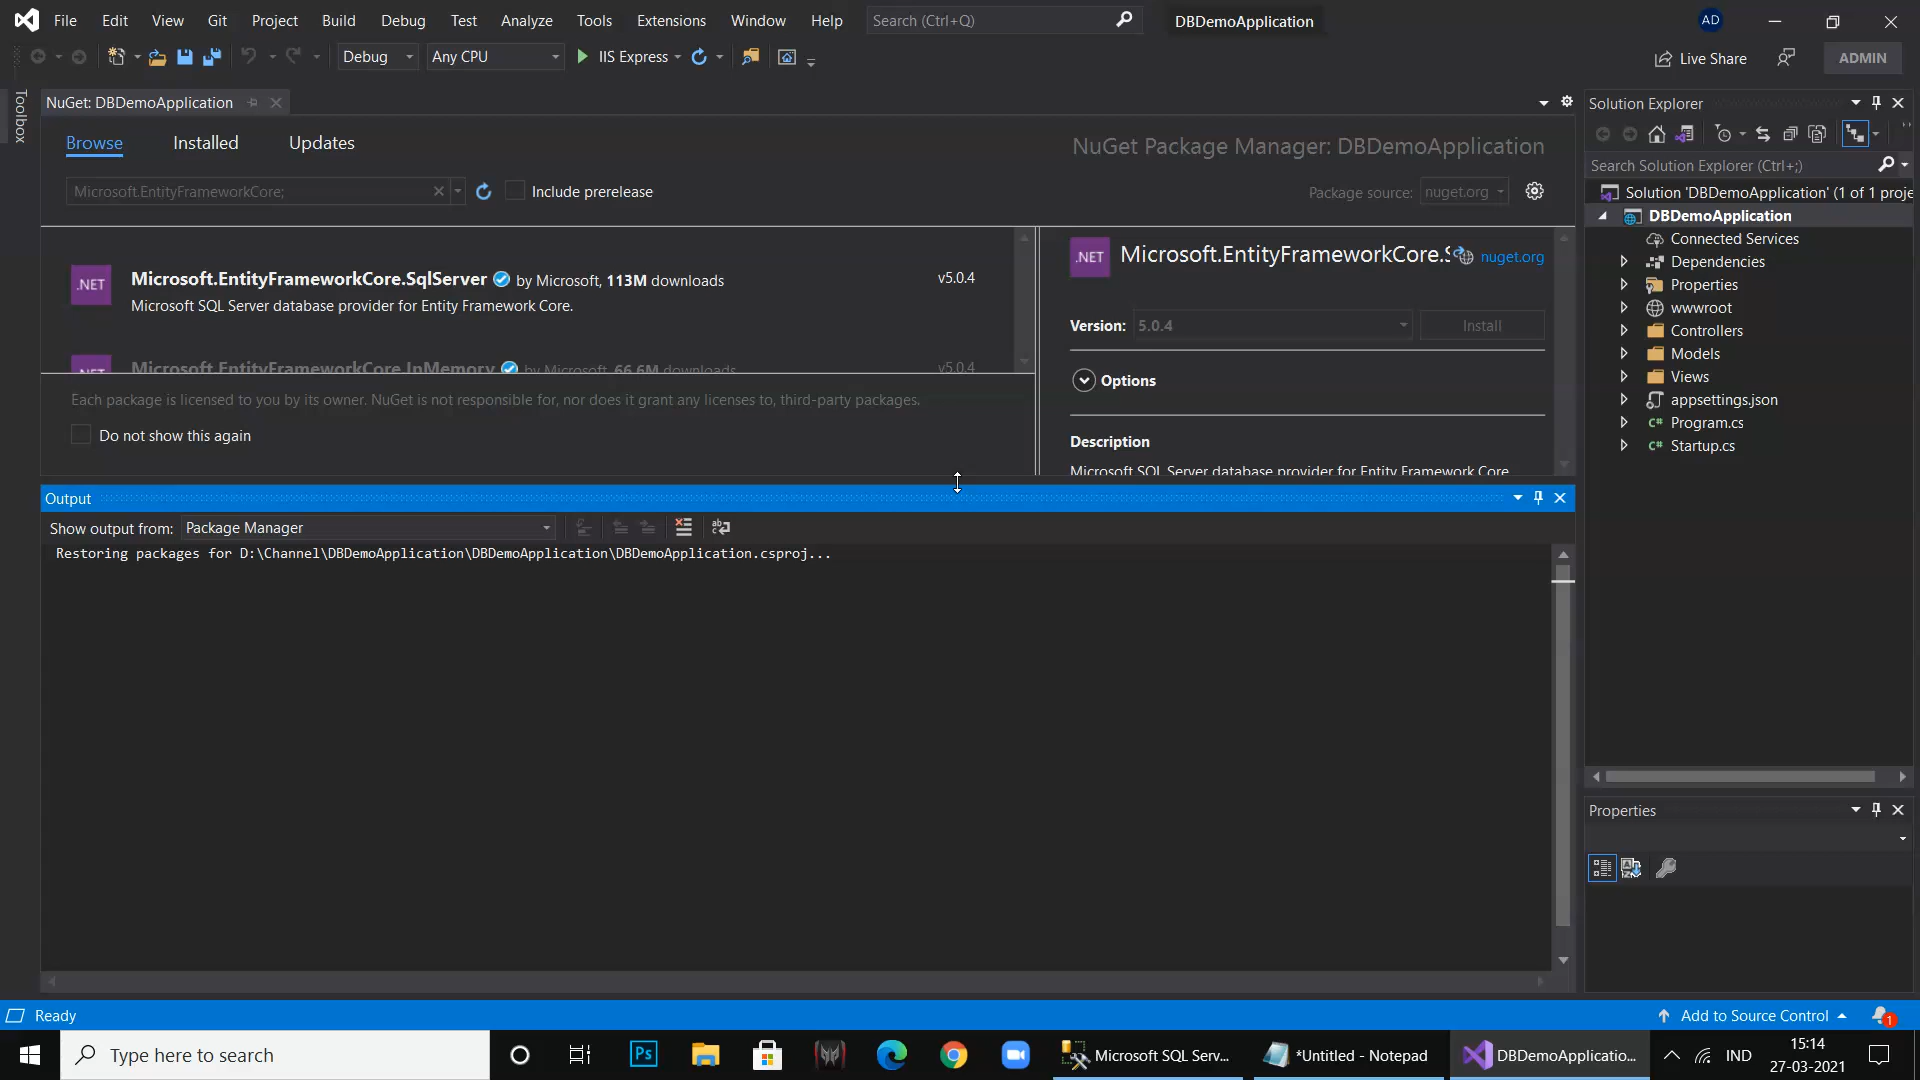 File Edit View Git Project Build Debug Test Analyze Tools Extensions Window Help Search (Ctrl+Q) DBDemoApplication AD
Debug Any CPU IIS Express Live Share ADMIN
Toolbox
NuGet: DBDemoApplication
Browse Installed Updates
NuGet Package Manager: DBDemoApplication
Microsoft.EntityFrameworkCore; Include prerelease
Package source: nuget.org
.NET Microsoft.EntityFrameworkCore.SqlServer by Microsoft, 113M downloads v5.0.4
Microsoft SQL Server database provider for Entity Framework Core.
.NET Microsoft.EntityFrameworkCore.InMemory by Microsoft, 66.6M downloads v5.0.4
Each package is licensed to you by its owner. NuGet is not responsible for, nor does it grant any licenses to, third-party packages.
Do not show this again
.NET Microsoft.EntityFrameworkCore.S nuget.org
Version: 5.0.4 Install
Options
Description
Microsoft SQL Server database provider for Entity Framework Core.
Output
Show output from: Package Manager
Restoring packages for D:\Channel\DBDemoApplication\DBDemoApplication\DBDemoApplication.csproj...
Solution Explorer
Search Solution Explorer (Ctrl+;)
Solution 'DBDemoApplication' (1 of 1 proje
DBDemoApplication
Connected Services
Dependencies
Properties
wwwroot
Controllers
Models
Views
appsettings.json
C# Program.cs
C# Startup.cs
Properties
Ready
Add to Source Control 1
Type here to search
Ps
Microsoft SQL Serv...
*Untitled - Notepad
DBDemoApplicatio...
IND
15:14
27-03-2021